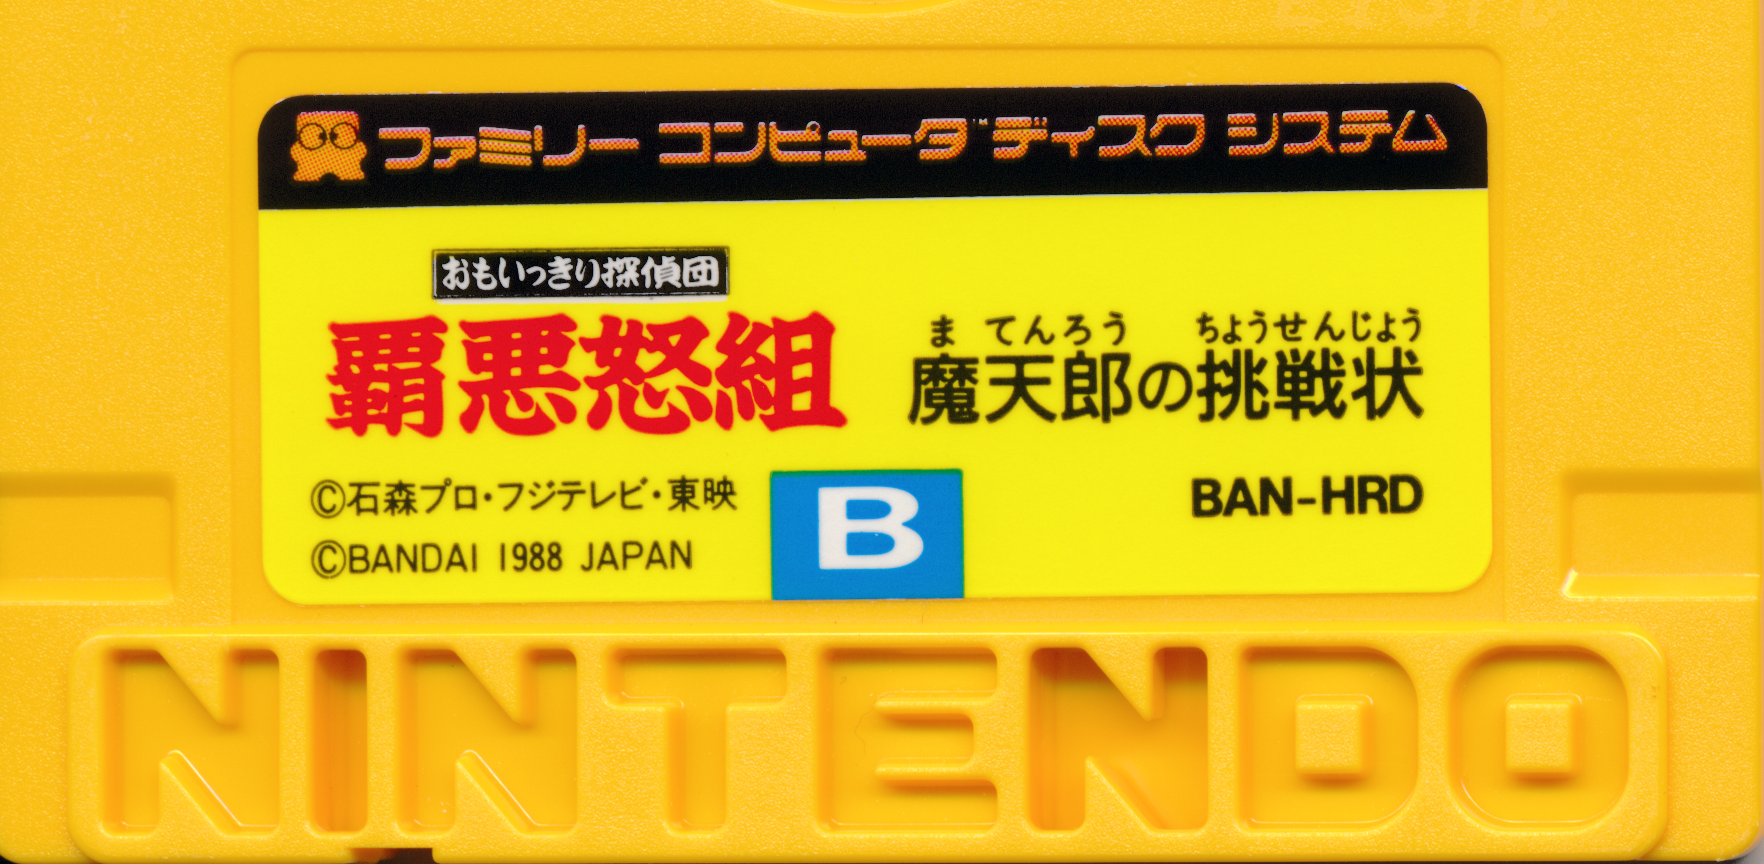 ファミリー コンピュータ™ ディスク システム
おもいっきり探偵団
覇悪怒組
ま てんろう ちょうせんじょう
魔天郎の挑戦状
©石森プロ・フジテレビ・東映
©BANDAI 1988 JAPAN
B
BAN-HRD
NINTENDO